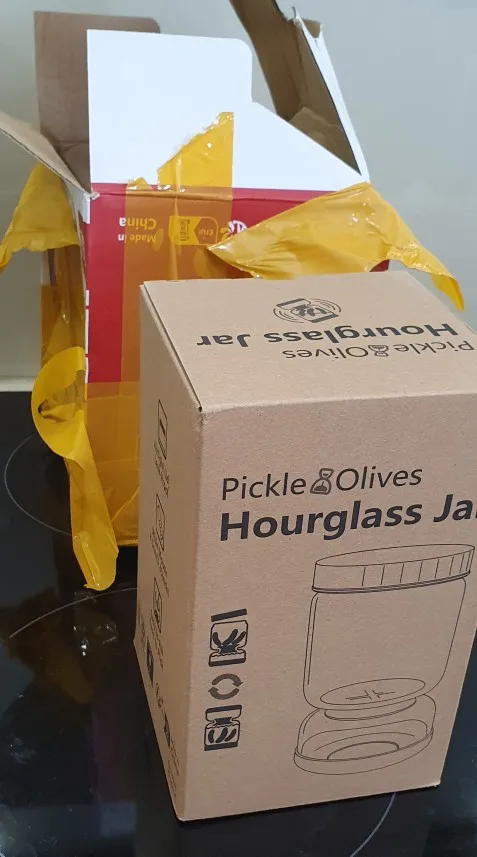 Made in
China
Pickle&Olives
Hourglass Jar
Pickle Olives
Hourglass Ja